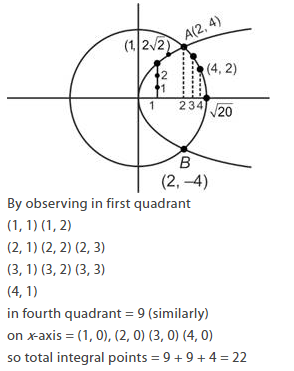 A(2, 4)
(1, 2√2)
(4, 2)
2
1
1 2 3 4 √20
B
(2, –4)
By observing in first quadrant
(1, 1) (1, 2)
(2, 1) (2, 2) (2, 3)
(3, 1) (3, 2) (3, 3)
(4, 1)
in fourth quadrant = 9 (similarly)
on x-axis = (1, 0), (2, 0) (3, 0) (4, 0)
so total integral points = 9 + 9 + 4 = 22